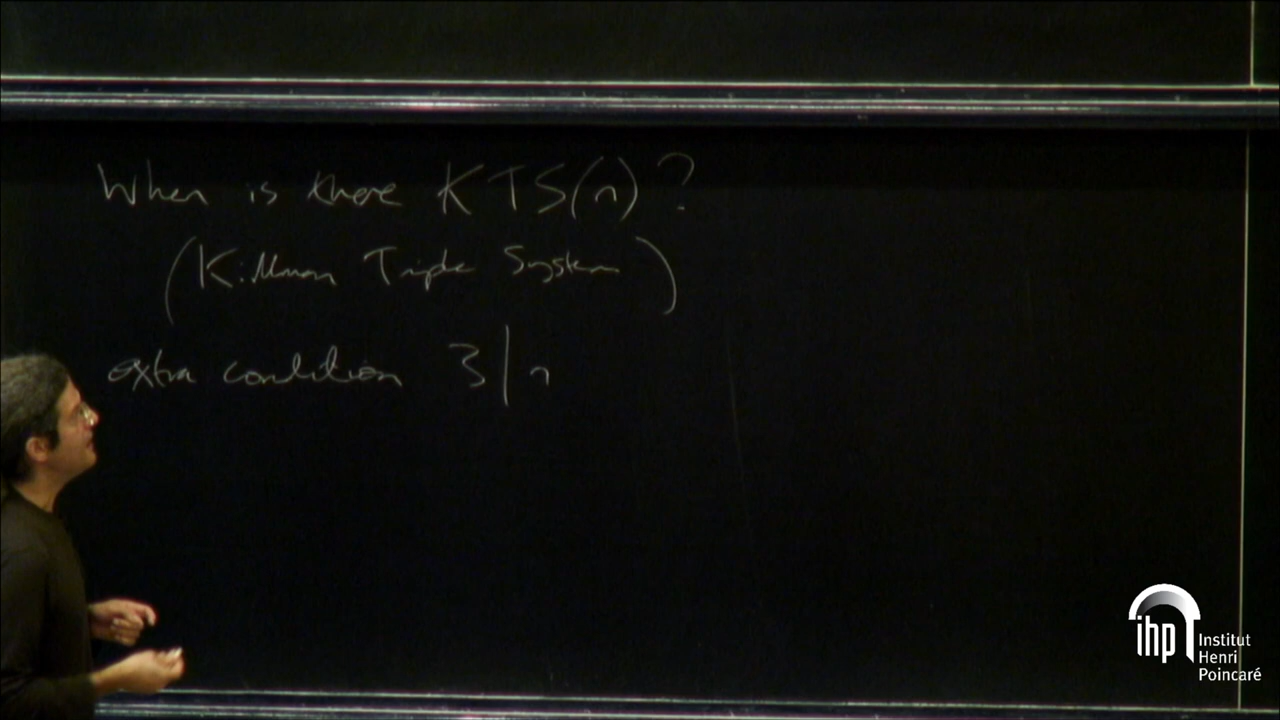 When is there KTS(n)?
(Kirkman Triple System)
extra condition 3|n
ihp Institut
Henri
Poincaré